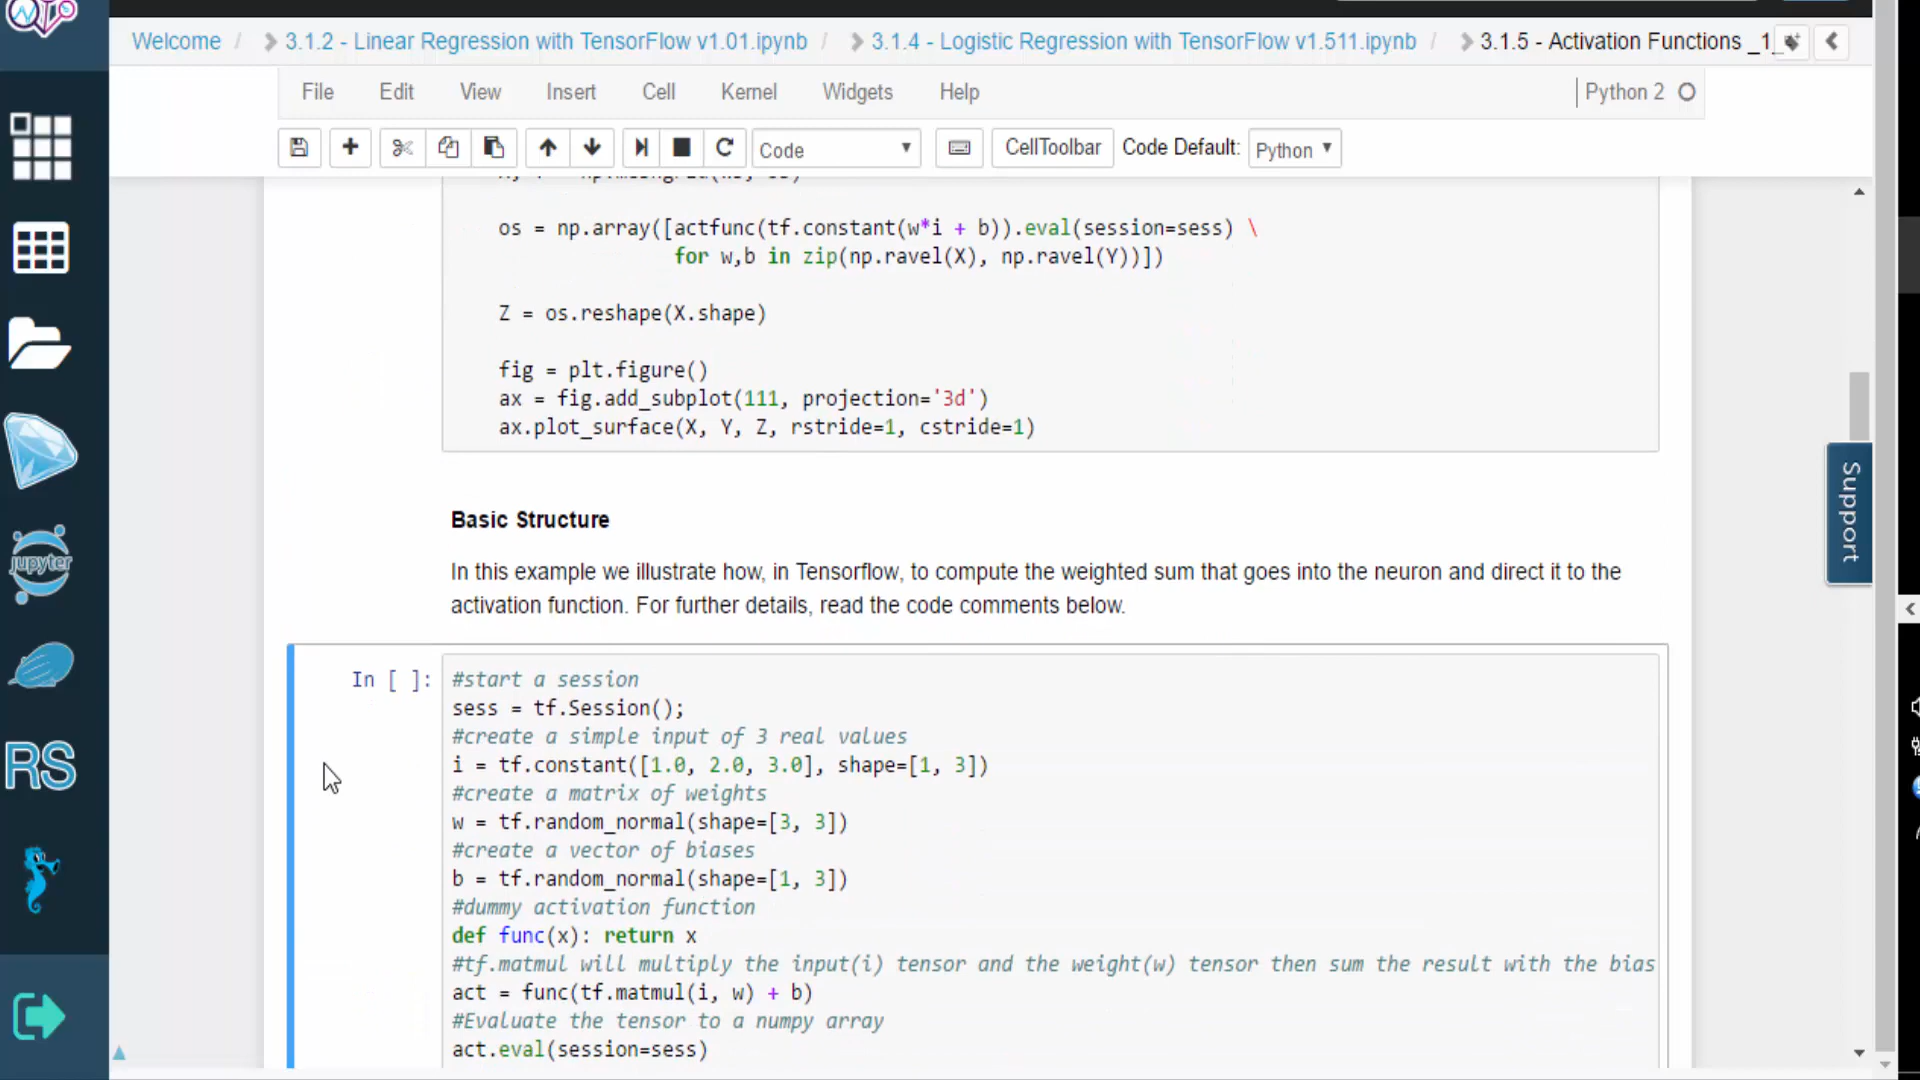 Welcome / 3.1.2 - Linear Regression with TensorFlow v1.01.ipynb / 3.1.4 - Logistic Regression with TensorFlow v1.511.ipynb / 3.1.5 - Activation Functions _1_
File Edit View Insert Cell Kernel Widgets Help Python 2
Code CellToolbar Code Default: Python
os = np.array([actfunc(tf.constant(w*i + b)).eval(session=sess) \
for w,b in zip(np.ravel(X), np.ravel(Y))])
Z = os.reshape(X.shape)
fig = plt.figure()
ax = fig.add_subplot(111, projection='3d')
ax.plot_surface(X, Y, Z, rstride=1, cstride=1)
Support
Basic Structure
In this example we illustrate how, in Tensorflow, to compute the weighted sum that goes into the neuron and direct it to the
activation function. For further details, read the code comments below.
jupyter
RS
In [ ]:
#start a session
sess = tf.Session();
#create a simple input of 3 real values
i = tf.constant([1.0, 2.0, 3.0], shape=[1, 3])
#create a matrix of weights
w = tf.random_normal(shape=[3, 3])
#create a vector of biases
b = tf.random_normal(shape=[1, 3])
#dummy activation function
def func(x): return x
#tf.matmul will multiply the input(i) tensor and the weight(w) tensor then sum the result with the bias
act = func(tf.matmul(i, w) + b)
#Evaluate the tensor to a numpy array
act.eval(session=sess)